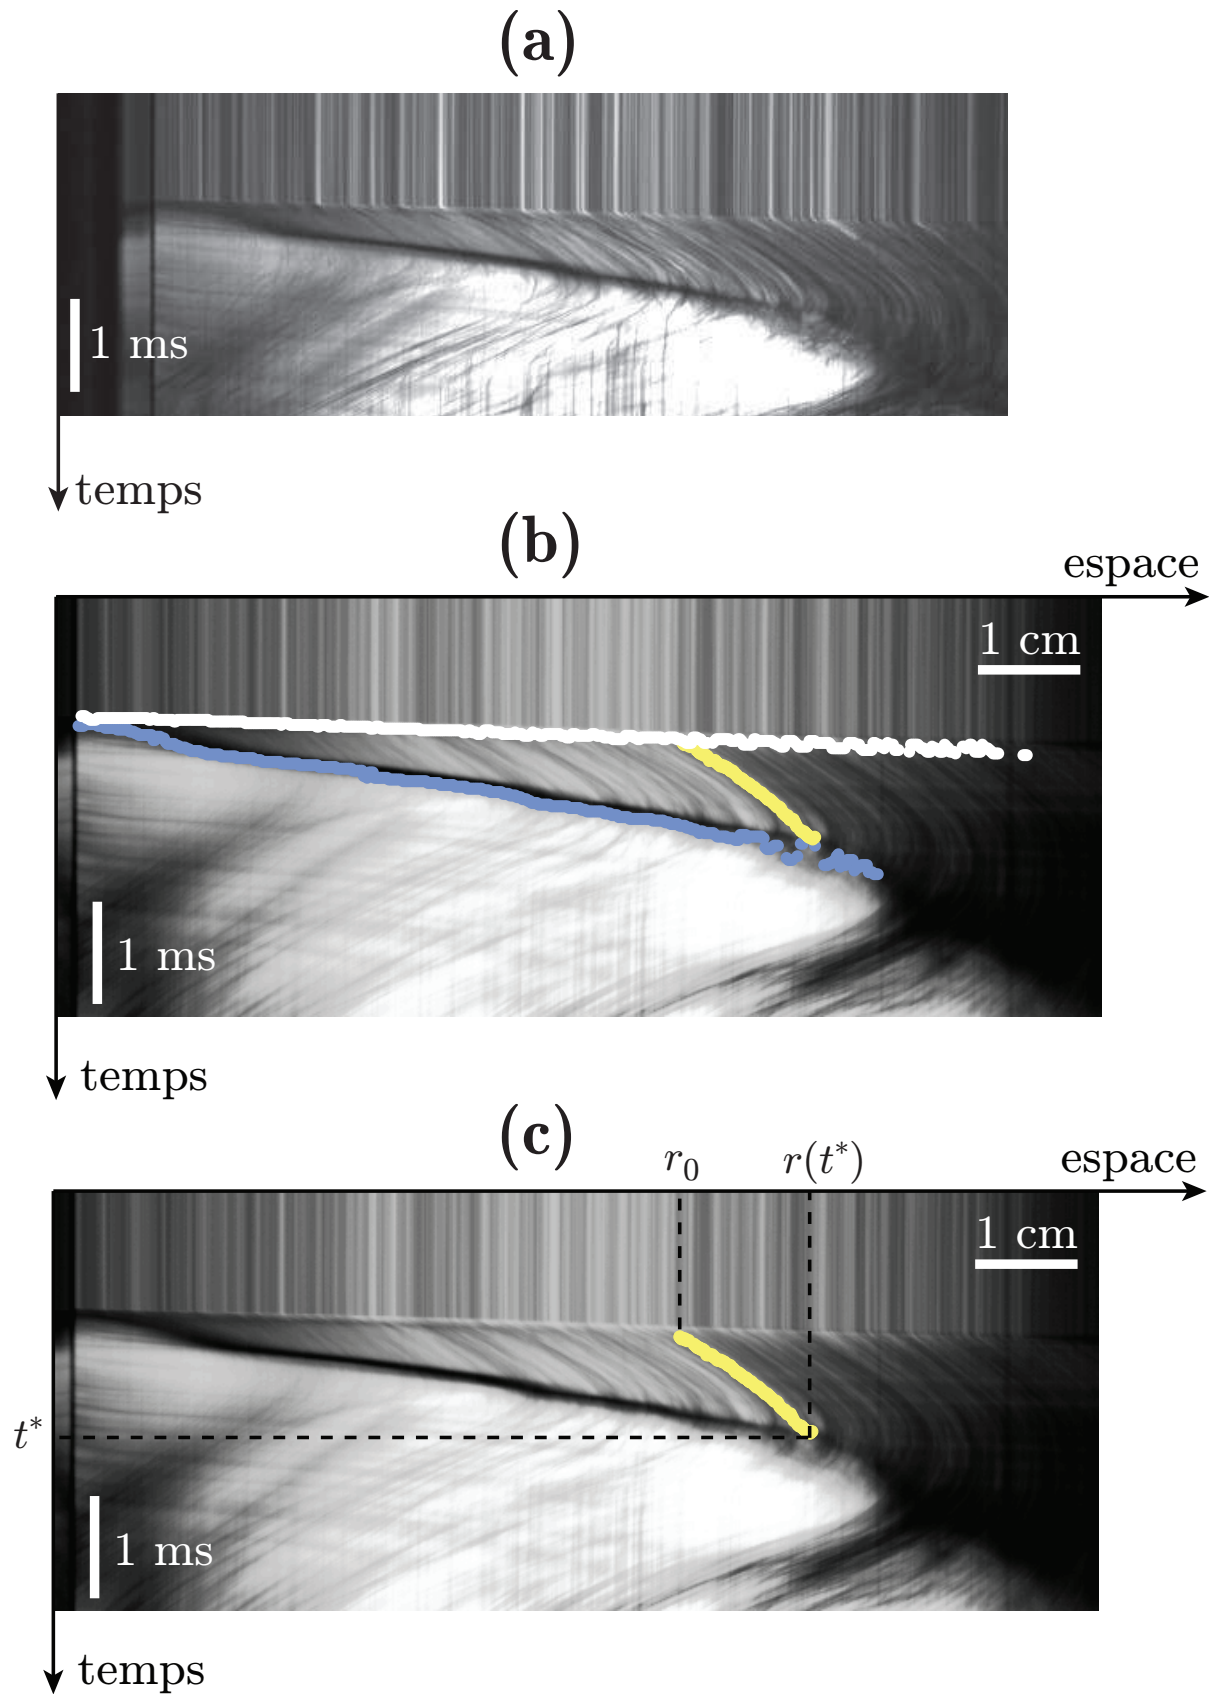 (a)
1 ms
temps
(b)
espace
1 cm
1 ms
temps
(c)
r₀ r(t*)
espace
1 cm
t*
1 ms
temps